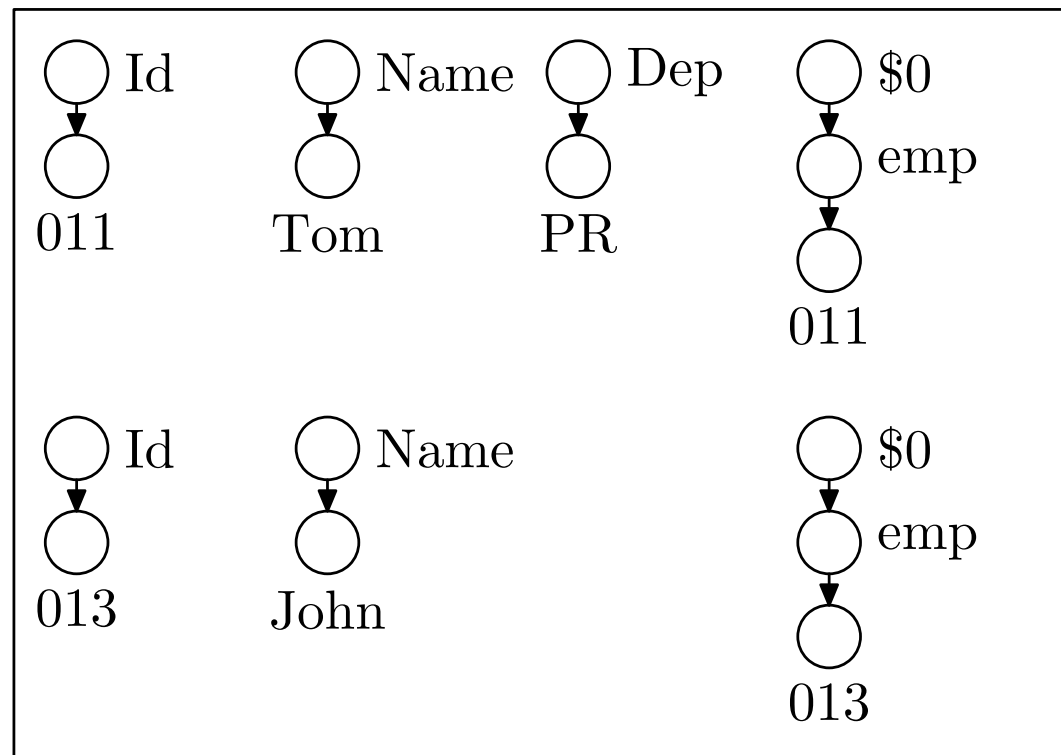 Id Name Dep $0
emp
011 Tom PR
011
Id Name $0
emp
013 John
013